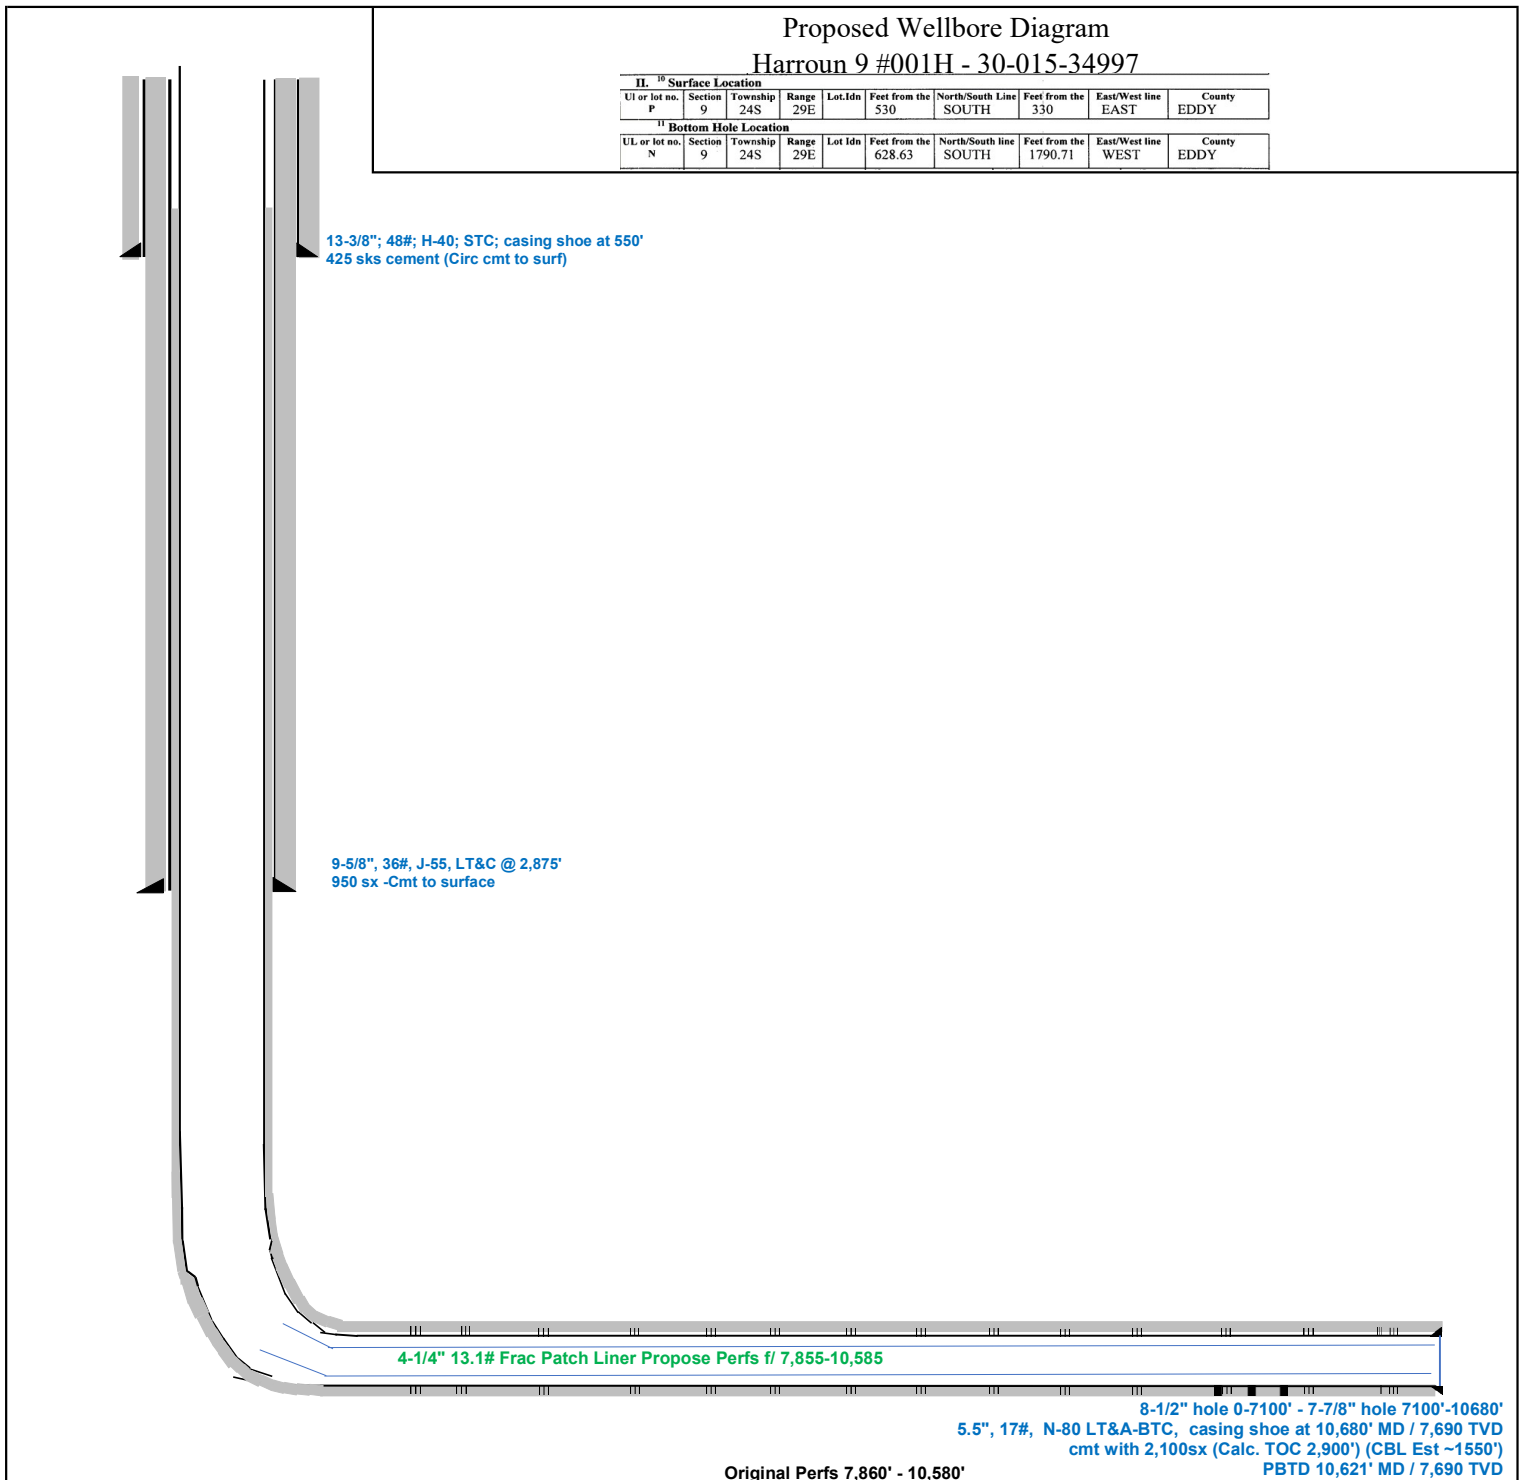 Proposed Wellbore Diagram
Harroun 9 #001H - 30-015-34997
II. 10 Surface Location
Ul or lot no. Section Township Range Lot.Idn Feet from the North/South Line Feet from the East/West line County
P 9 24S 29E 530 SOUTH 330 EAST EDDY
11 Bottom Hole Location
UL or lot no. Section Township Range Lot Idn Feet from the North/South line Feet from the East/West line County
N 9 24S 29E 628.63 SOUTH 1790.71 WEST EDDY
13-3/8"; 48#; H-40; STC; casing shoe at 550'
425 sks cement (Circ cmt to surf)
9-5/8", 36#, J-55, LT&C @ 2,875'
950 sx -Cmt to surface
4-1/4" 13.1# Frac Patch Liner Propose Perfs f/ 7,855-10,585
8-1/2" hole 0-7100' - 7-7/8" hole 7100'-10680'
5.5", 17#, N-80 LT&A-BTC, casing shoe at 10,680' MD / 7,690 TVD
cmt with 2,100sx (Calc. TOC 2,900') (CBL Est ~1550')
PBTD 10,621' MD / 7,690 TVD
Original Perfs 7,860' - 10,580'